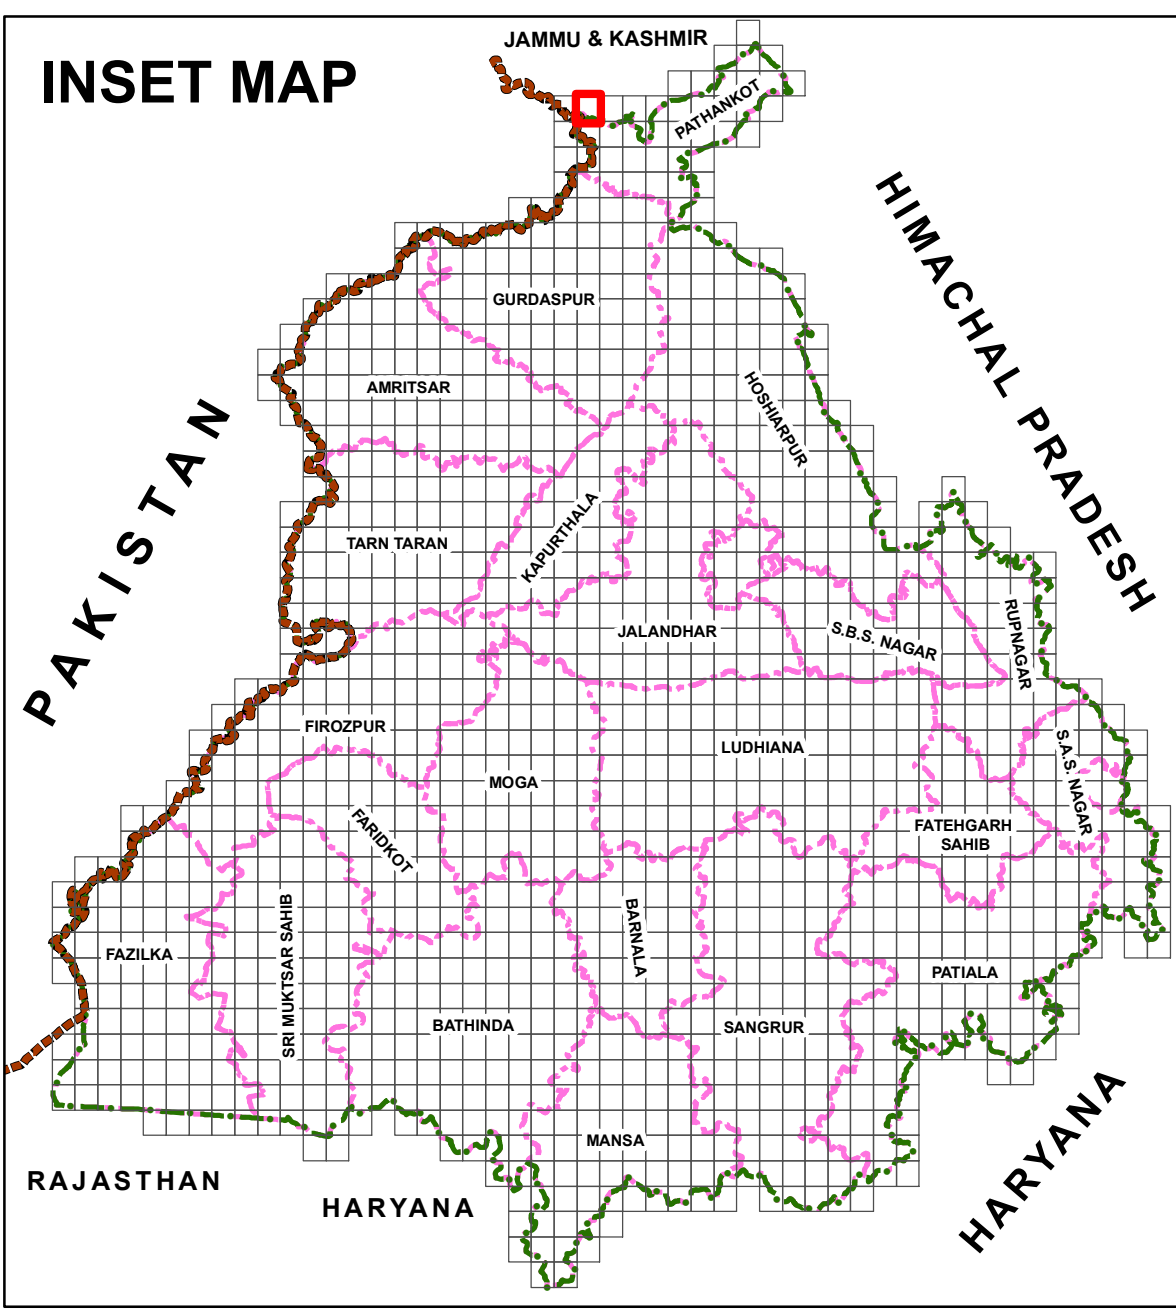 JAMMU & KASHMIR
INSET MAP
PATHANKOT
HIMACHAL PRADESH
GURDASPUR
AMRITSAR
HOSHIARPUR
PAKISTAN
KAPURTHALA
TARN TARAN
RUPNAGAR
JALANDHAR
S.B.S. NAGAR
FIROZPUR
LUDHIANA
S.A.S. NAGAR
MOGA
FARIDKOT
FATEHGARH
SAHIB
BARNALA
SRI MUKTSAR SAHIB
FAZILKA
PATIALA
BATHINDA
SANGRUR
MANSA
HARYANA
RAJASTHAN
HARYANA